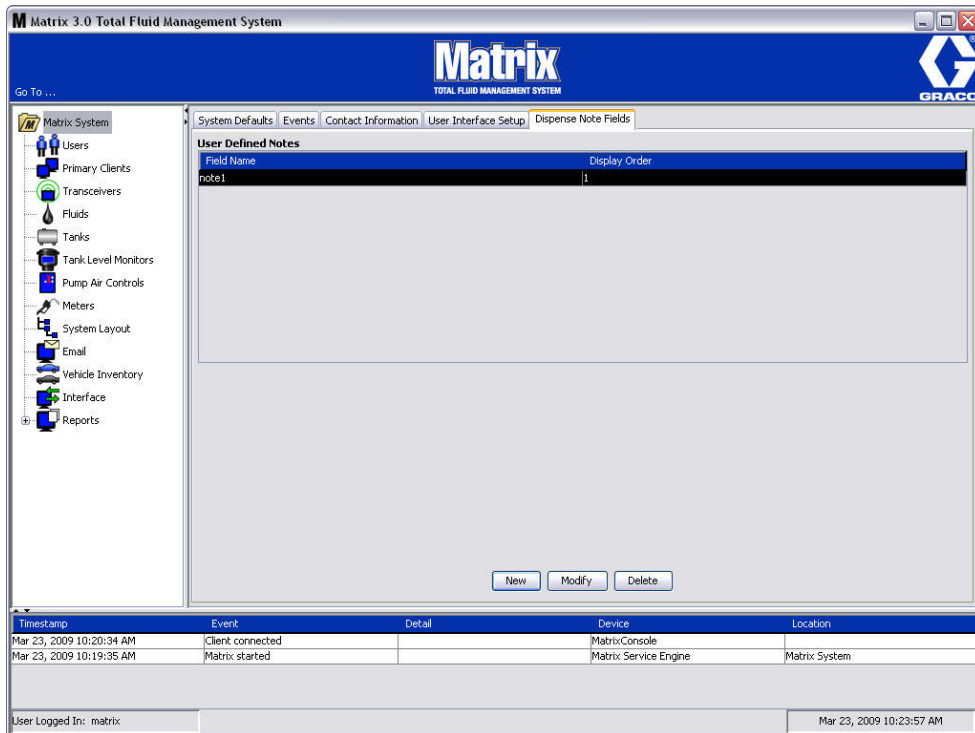 M Matrix 3.0 Total Fluid Management System
Matrix
TOTAL FLUID MANAGEMENT SYSTEM
Go To ...
GRACO
Matrix System
Users
Primary Clients
Transceivers
Fluids
Tanks
Tank Level Monitors
Pump Air Controls
Meters
System Layout
Email
Vehicle Inventory
Interface
Reports
System Defaults Events Contact Information User Interface Setup Dispense Note Fields
User Defined Notes
Field Name Display Order
note1 1
New Modify Delete
Timestamp Event Detail Device Location
Mar 23, 2009 10:20:34 AM Client connected MatrixConsole
Mar 23, 2009 10:19:35 AM Matrix started Matrix Service Engine Matrix System
User Logged In: matrix Mar 23, 2009 10:23:57 AM